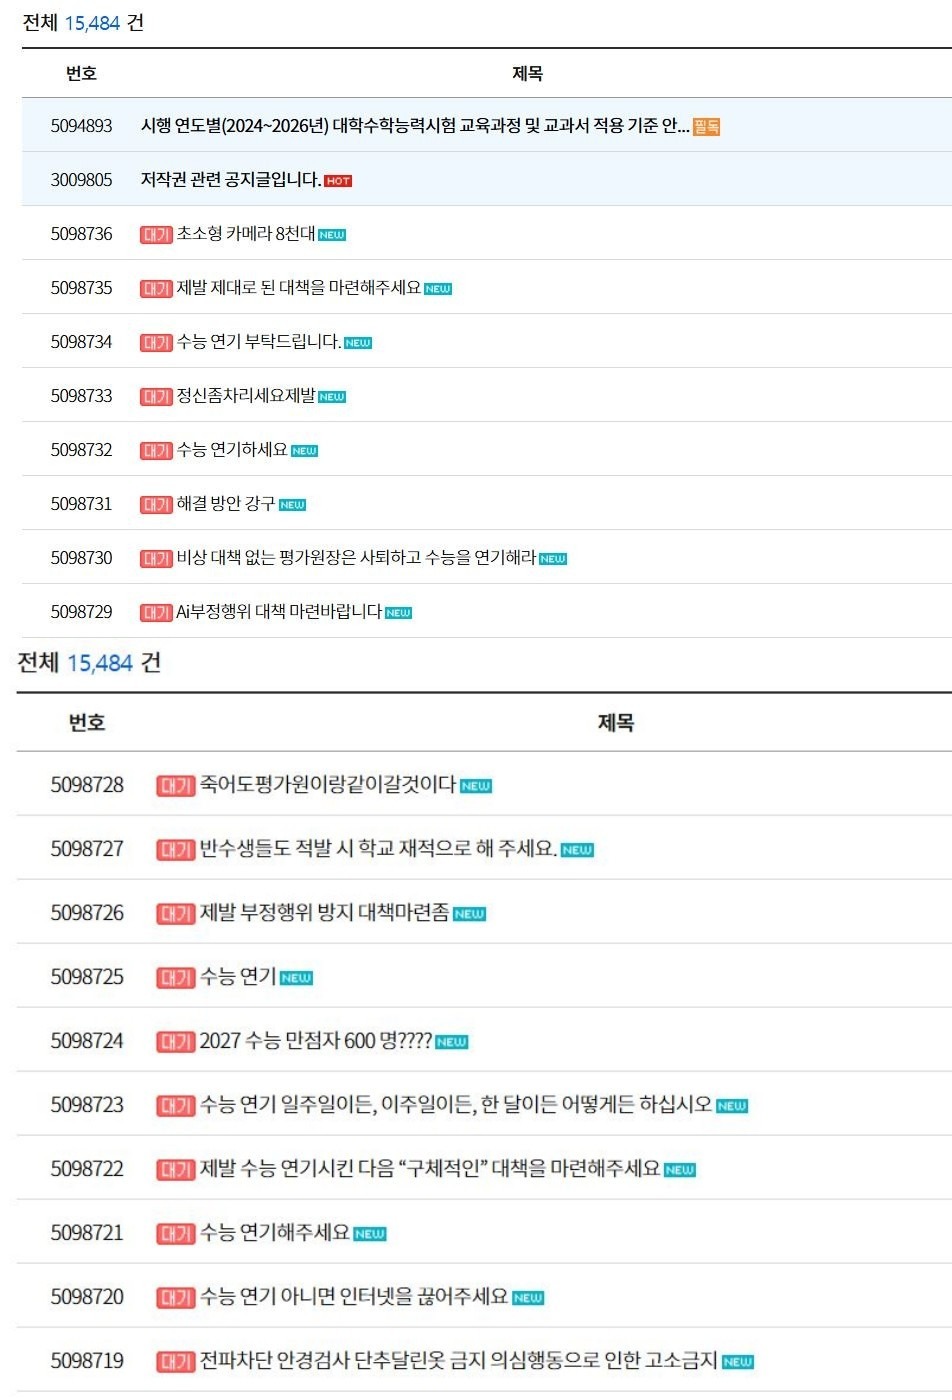 전체 15,484 건
번호 제목
5094893 시행 연도별(2024~2026년) 대학수학능력시험 교육과정 및 교과서 적용 기준 안... 필독
3009805 저작권 관련 공지글입니다. HOT
5098736 대기 초소형 카메라 8천대 NEW
5098735 대기 제발 제대로 된 대책을 마련해주세요 NEW
5098734 대기 수능 연기 부탁드립니다. NEW
5098733 대기 정신좀차리세요제발 NEW
5098732 대기 수능 연기하세요 NEW
5098731 대기 해결 방안 강구 NEW
5098730 대기 비상 대책 없는 평가원장은 사퇴하고 수능을 연기해라 NEW
5098729 대기 Ai부정행위 대책 마련바랍니다 NEW
전체 15,484 건
번호 제목
5098728 대기 죽어도평가원이랑같이갈것이다 NEW
5098727 대기 반수생들도 적발 시 학교 재적으로 해 주세요. NEW
5098726 대기 제발 부정행위 방지 대책마련좀 NEW
5098725 대기 수능 연기 NEW
5098724 대기 2027 수능 만점자 600 명???? NEW
5098723 대기 수능 연기 일주일이든, 이주일이든, 한 달이든 어떻게든 하십시오 NEW
5098722 대기 제발 수능 연기시킨 다음 “구체적인” 대책을 마련해주세요 NEW
5098721 대기 수능 연기해주세요 NEW
5098720 대기 수능 연기 아니면 인터넷을 끊어주세요 NEW
5098719 대기 전파차단 안경검사 단추달린옷 금지 의심행동으로 인한 고소금지 NEW